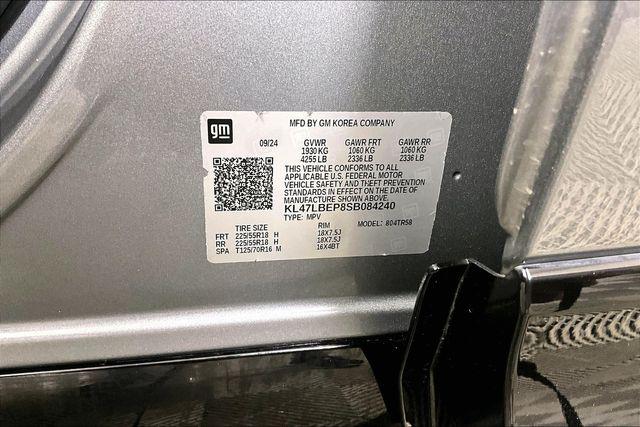 gm
MFD BY GM KOREA COMPANY
09/24 GVWR GAWR FRT GAWR RR
1930 KG 1060 KG 1060 KG
4255 LB 2336 LB 2336 LB
THIS VEHICLE CONFORMS TO ALL
APPLICABLE U.S. FEDERAL MOTOR
VEHICLE SAFETY AND THEFT PREVENTION
STANDARDS IN EFFECT ON THE DATE OF
MANUFACTURE SHOWN ABOVE.
KL47LBEP8SB084240
TYPE: MPV MODEL: 804TR58
TIRE SIZE RIM
FRT 225/55R18 H 18X7.5J
RR 225/55R18 H 18X7.5J
SPA T125/70R16 M 16X4BT